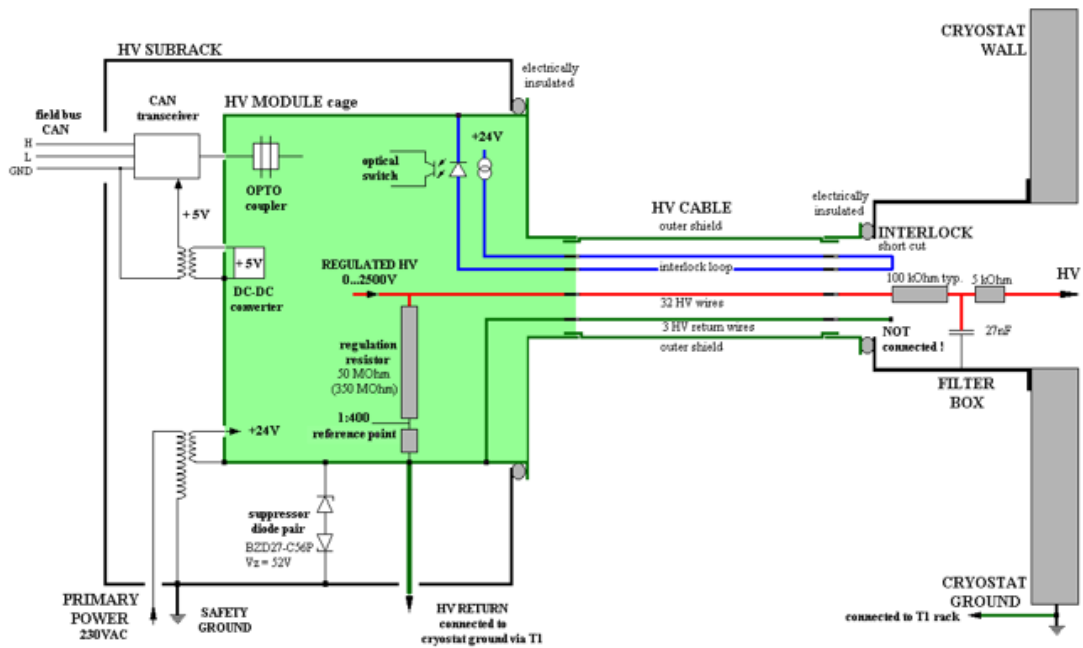 CRYOSTAT
WALL
HV SUBRACK
electrically
insulated
CAN
transceiver
HV MODULE cage
field bus
CAN
H
L
GND
+24V
optical
switch
OPTO
coupler
electrically
insulated
HV CABLE
outer shield
+5V
INTERLOCK
short cut
+5V
REGULATED HV
0...2500V
interlock loop
100 kOhm typ.
5 kOhm
HV
DC-DC
converter
32 HV wires
3 HV return wires
NOT
connected !
27nF
outer shield
regulation
resistor
50 MOhm
(350 MOhm)
FILTER
BOX
1:400
reference point
+24V
suppressor
diode pair
BZD27-C56P
Vz = 52V
PRIMARY
POWER
230VAC
SAFETY
GROUND
HV RETURN
connected to
cryostat ground via T1
CRYOSTAT
GROUND
connected to T1 rack